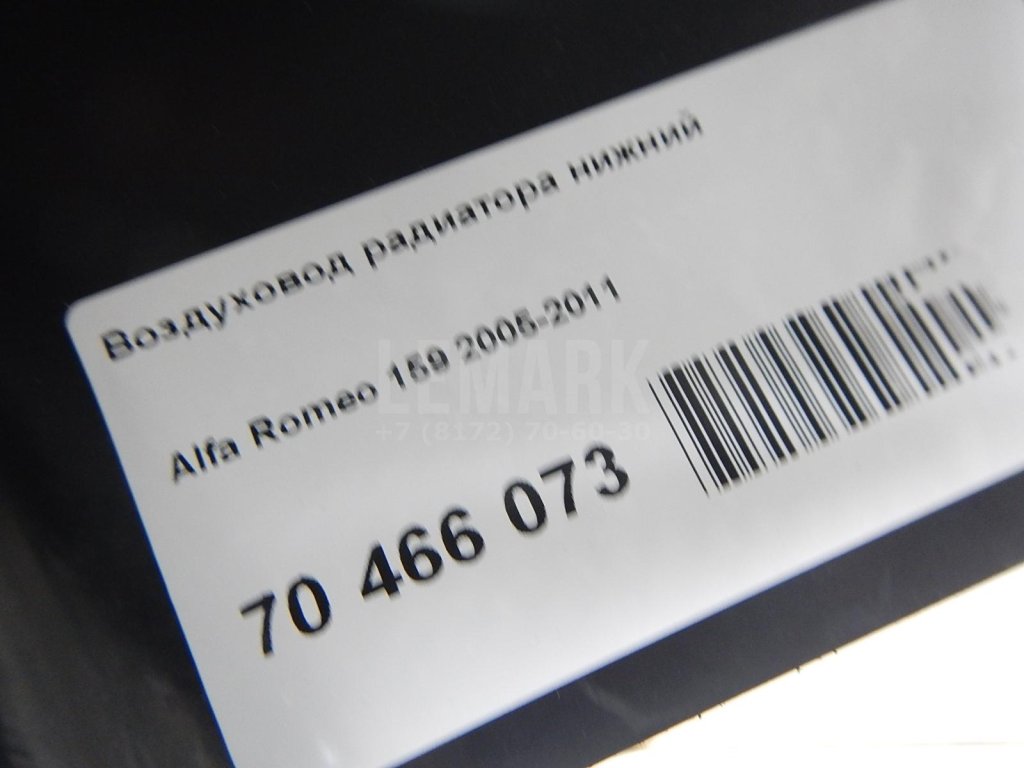 Воздуховод радиатора нижний
Alfa Romeo 159 2005-2011
LEMARK
+7 (8172) 70-60-30
70 466 073